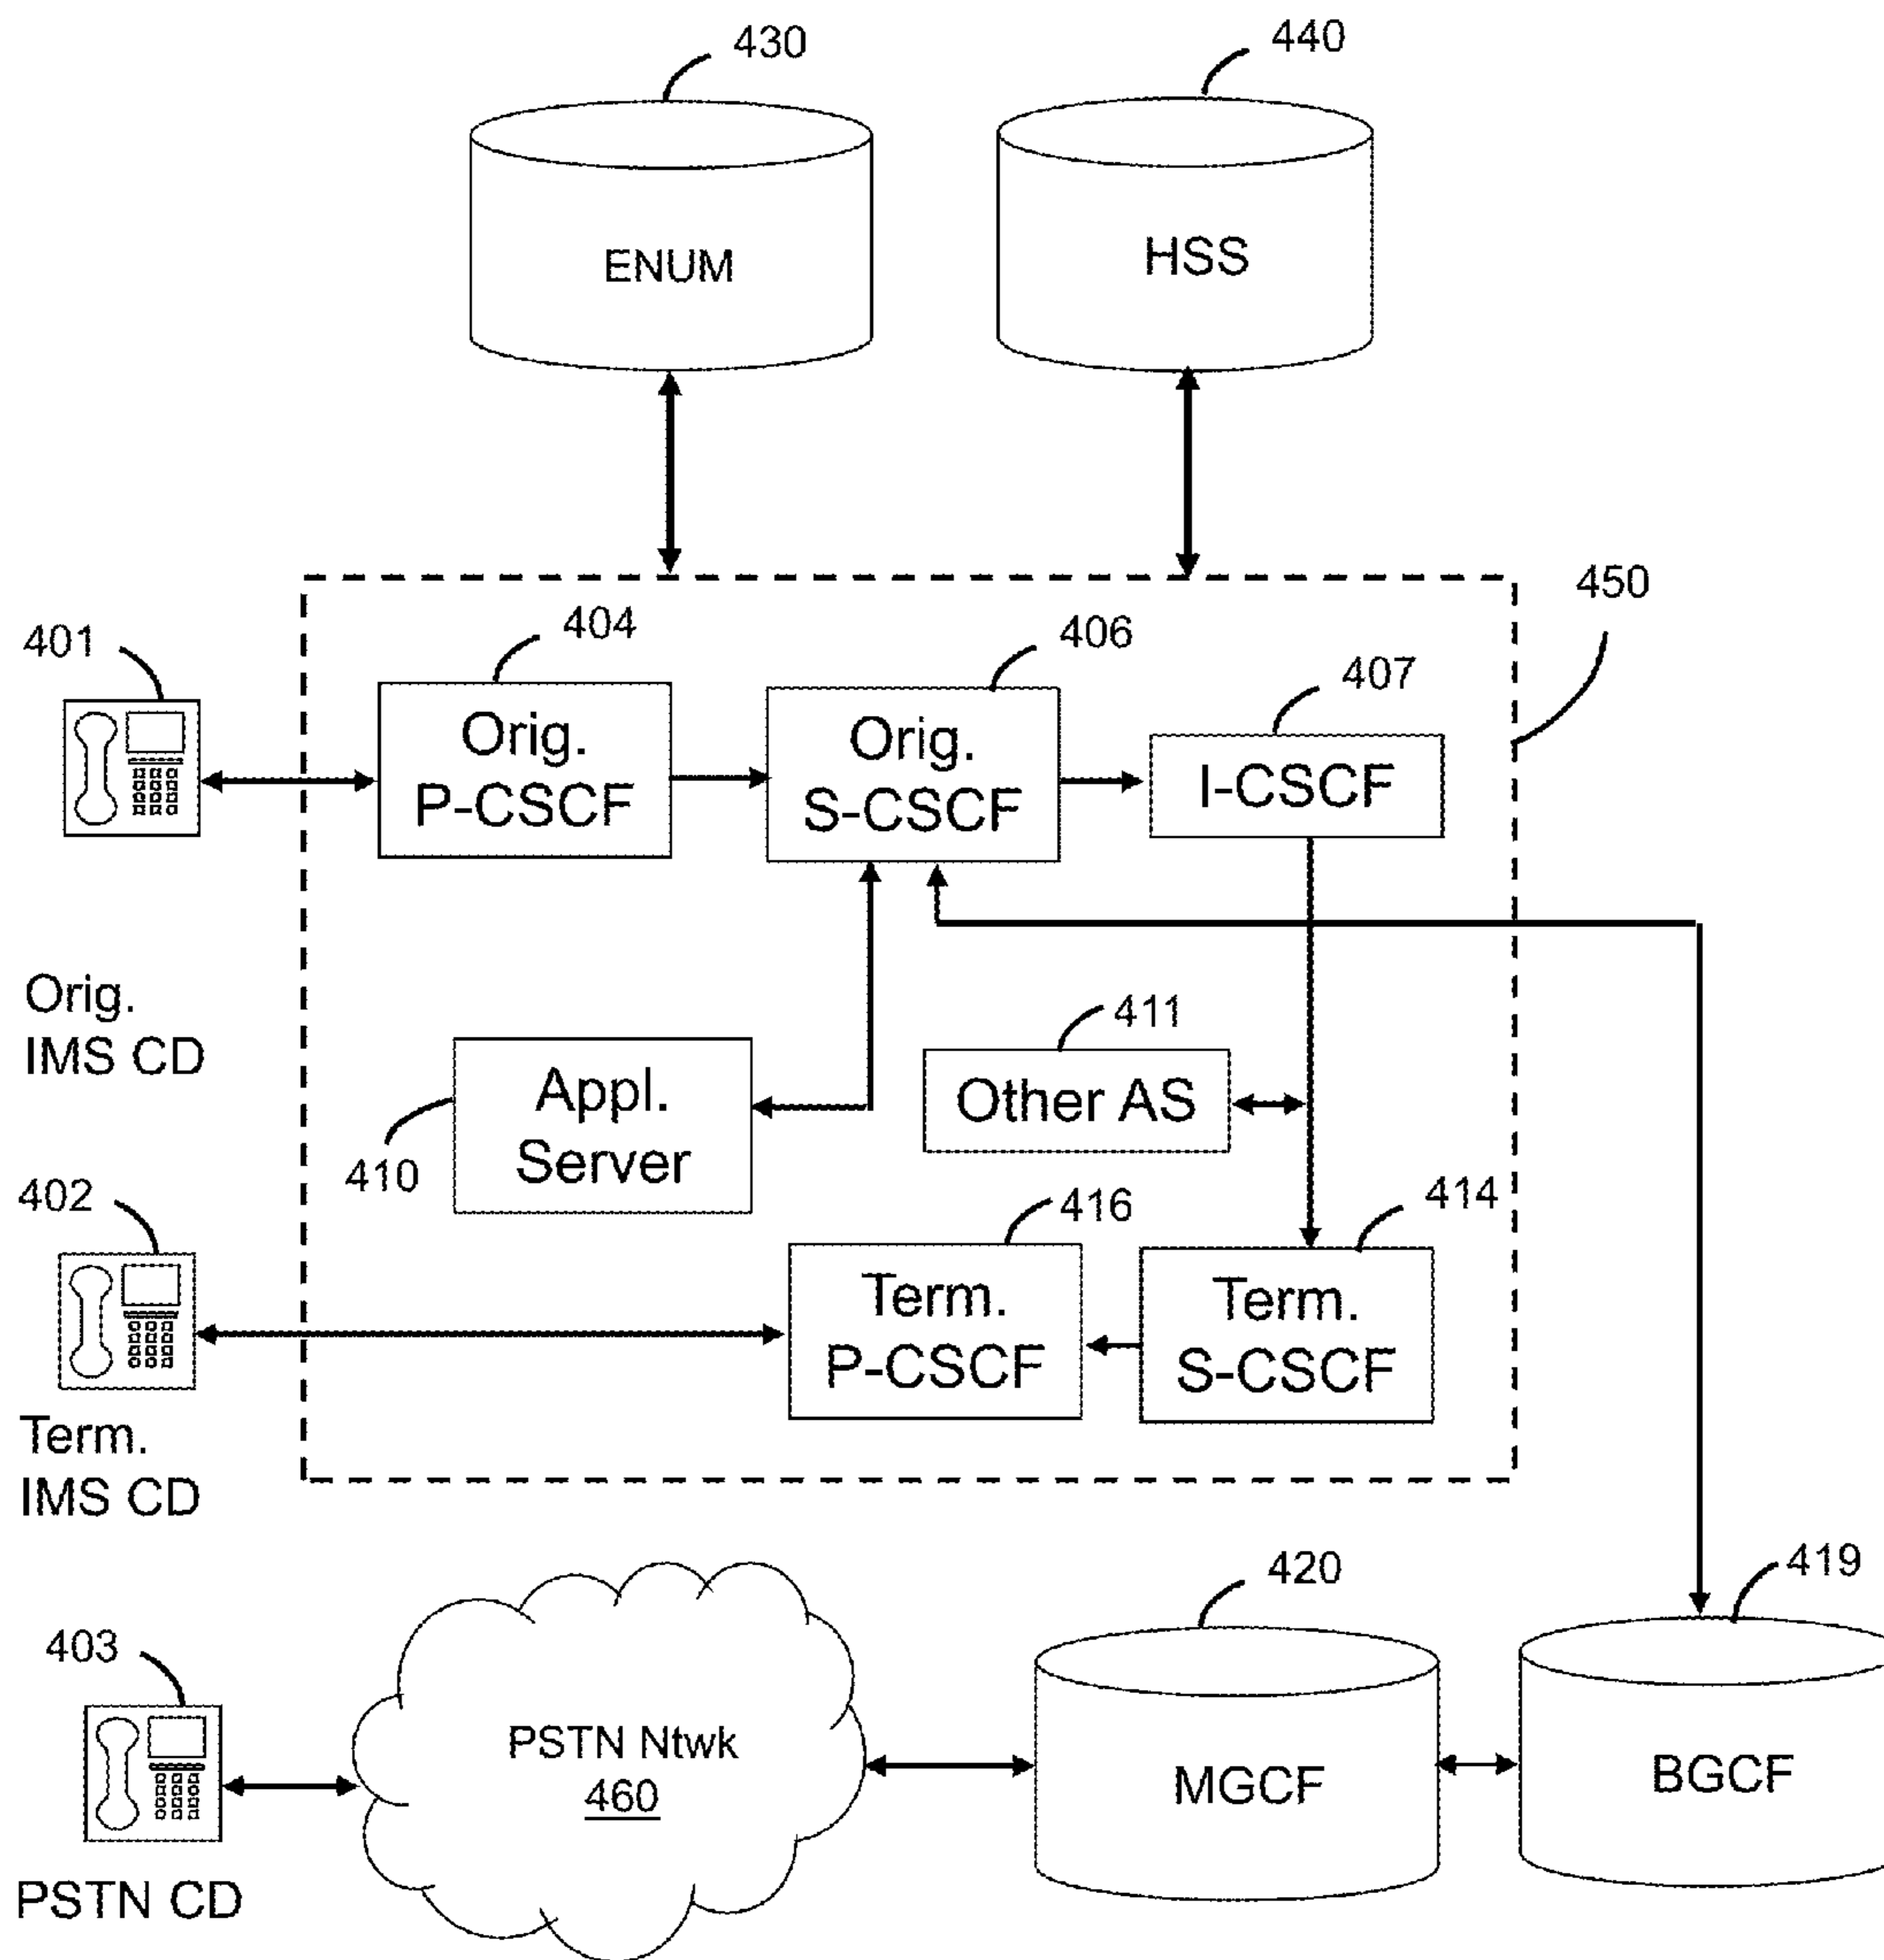 430
440
ENUM
HSS
450
401
404
406
407
Orig.
P-CSCF
Orig.
S-CSCF
I-CSCF
Orig.
IMS CD
411
Other AS
Appl.
Server
410
402
416
414
Term.
P-CSCF
Term.
S-CSCF
Term.
IMS CD
420
419
403
PSTN Ntwk
460
MGCF
BGCF
PSTN CD